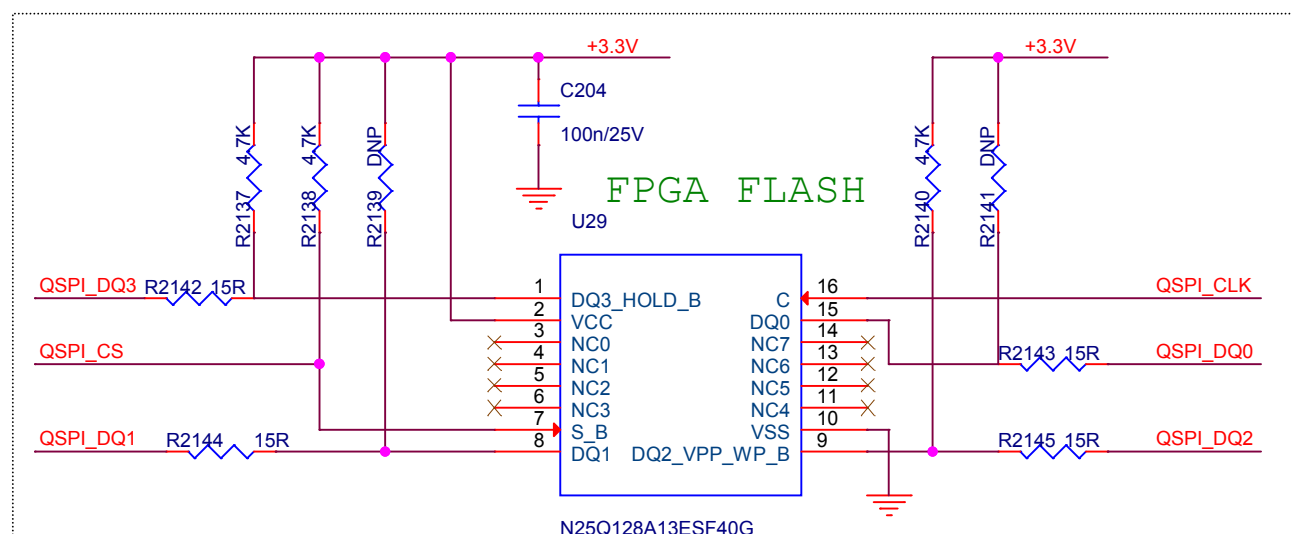 +3.3V
+3.3V
C204
100n/25V
R2137 4.7K
R2138 4.7K
R2139 DNP
R2140 4.7K
R2141 DNP
FPGA FLASH
U29
QSPI_DQ3
R2142 15R
QSPI_CS
QSPI_DQ1
R2144 15R
1 DQ3_HOLD_B
2 VCC
3 NC0
4 NC1
5 NC2
6 NC3
7 S_B
8 DQ1
C 16
DQ0 15
NC7 14
NC6 13
NC5 12
NC4 11
VSS 10
DQ2_VPP_WP_B 9
QSPI_CLK
R2143 15R
QSPI_DQ0
R2145 15R
QSPI_DQ2
N25Q128A13ESF40G